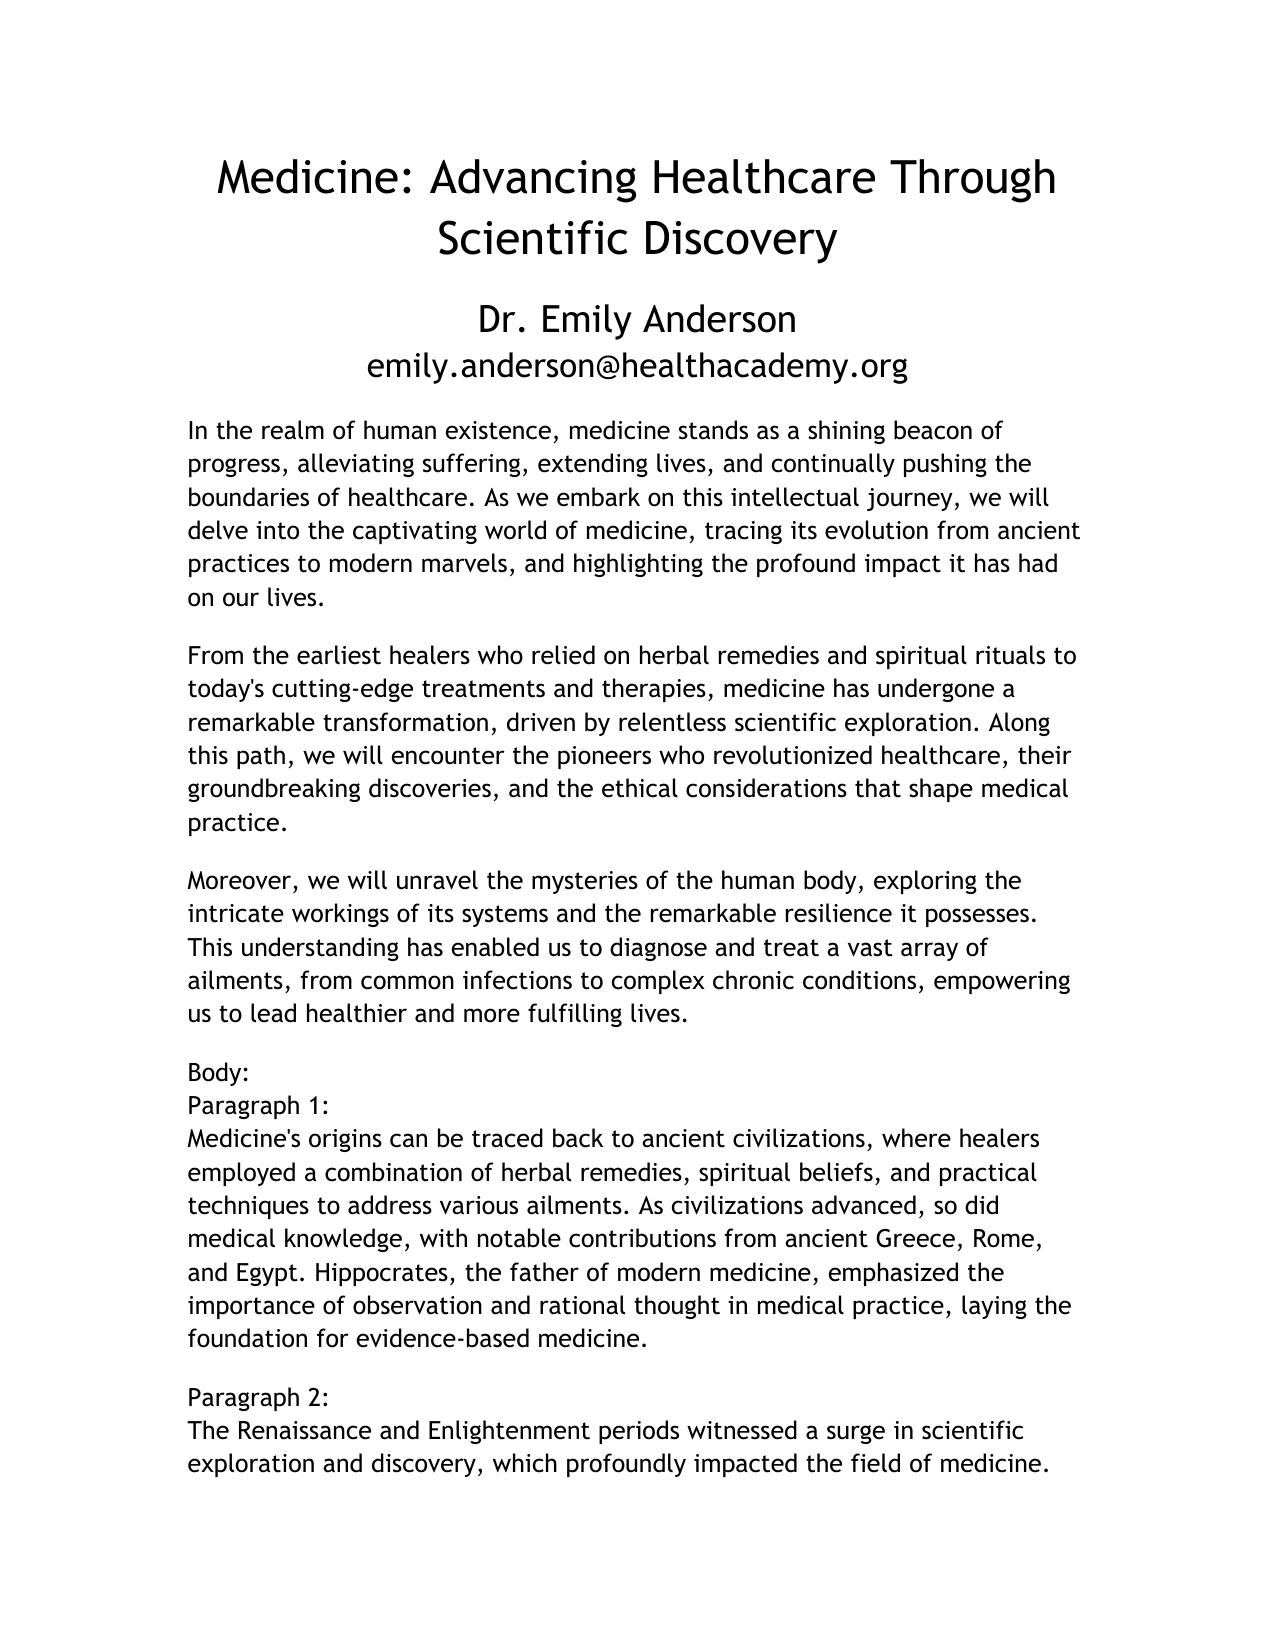 Medicine: Advancing Healthcare Through
Scientific Discovery
Dr. Emily Anderson
emily.anderson@healthacademy.org
In the realm of human existence, medicine stands as a shining beacon of
progress, alleviating suffering, extending lives, and continually pushing the
boundaries of healthcare. As we embark on this intellectual journey, we will
delve into the captivating world of medicine, tracing its evolution from ancient
practices to modern marvels, and highlighting the profound impact it has had
on our lives.
From the earliest healers who relied on herbal remedies and spiritual rituals to
today's cutting-edge treatments and therapies, medicine has undergone a
remarkable transformation, driven by relentless scientific exploration. Along
this path, we will encounter the pioneers who revolutionized healthcare, their
groundbreaking discoveries, and the ethical considerations that shape medical
practice.
Moreover, we will unravel the mysteries of the human body, exploring the
intricate workings of its systems and the remarkable resilience it possesses.
This understanding has enabled us to diagnose and treat a vast array of
ailments, from common infections to complex chronic conditions, empowering
us to lead healthier and more fulfilling lives.
Body:
Paragraph 1:
Medicine's origins can be traced back to ancient civilizations, where healers
employed a combination of herbal remedies, spiritual beliefs, and practical
techniques to address various ailments. As civilizations advanced, so did
medical knowledge, with notable contributions from ancient Greece, Rome,
and Egypt. Hippocrates, the father of modern medicine, emphasized the
importance of observation and rational thought in medical practice, laying the
foundation for evidence-based medicine.
Paragraph 2:
The Renaissance and Enlightenment periods witnessed a surge in scientific
exploration and discovery, which profoundly impacted the field of medicine.